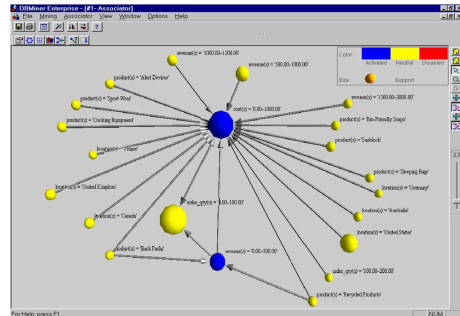 DBMiner Enterprise - [#1- Associator]
File Mining Associator View Window Options Help
revenue(s) = '1000.00~1500.00'
revenue(s) = '500.00~1000.00'
Color:
Activated Neutral Disabled
Size: Support
product(s) = 'Alert Devices'
product(s) = 'Sport Wear'
cost(s) = '0.00~1000.00'
revenue(s) = '1500.00~2000.00'
product(s) = 'Cooking Equipment'
product(s) = 'Bio-Friendly Soaps'
product(s) = 'Sunblock'
location(s) = 'France'
product(s) = 'Sleeping Bags'
location(s) = 'United Kingdom'
location(s) = 'Germany'
order_qty(s) = '0.00~100.00'
location(s) = 'Canada'
location(s) = 'Australia'
location(s) = 'United States'
product(s) = 'Back Packs'
revenue(s) = '0.00~500.00'
order_qty(s) = '100.00~200.00'
product(s) = 'Recycled Products'
For Help, press F1
NUM